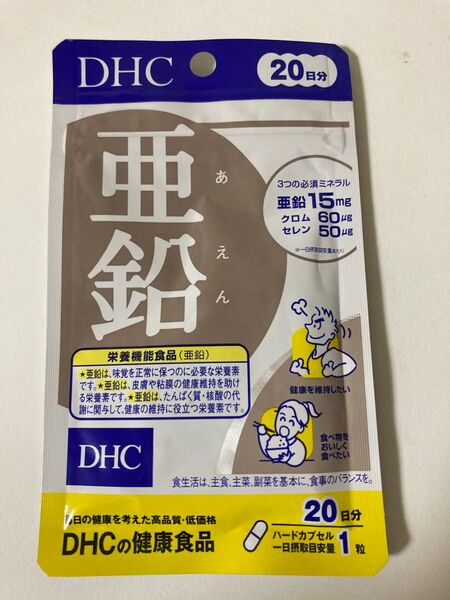 DHC
20日分
亜鉛
あえん
3つの必須ミネラル
亜鉛15mg
クロム 60μg
セレン 50μg
※一日摂取目安量あたり
栄養機能食品(亜鉛)
★亜鉛は、味覚を正常に保つのに必要な栄養素
です。★亜鉛は、皮膚や粘膜の健康維持を助け
る栄養素です。★亜鉛は、たんぱく質・核酸の代
謝に関与して、健康の維持に役立つ栄養素です。
健康を維持したい
食べ物を
おいしく
食べたい
DHC
食生活は、主食、主菜、副菜を基本に、食事のバランスを。
毎日の健康を考えた高品質・低価格
DHCの健康食品
20日分
ハードカプセル
一日摂取目安量1粒